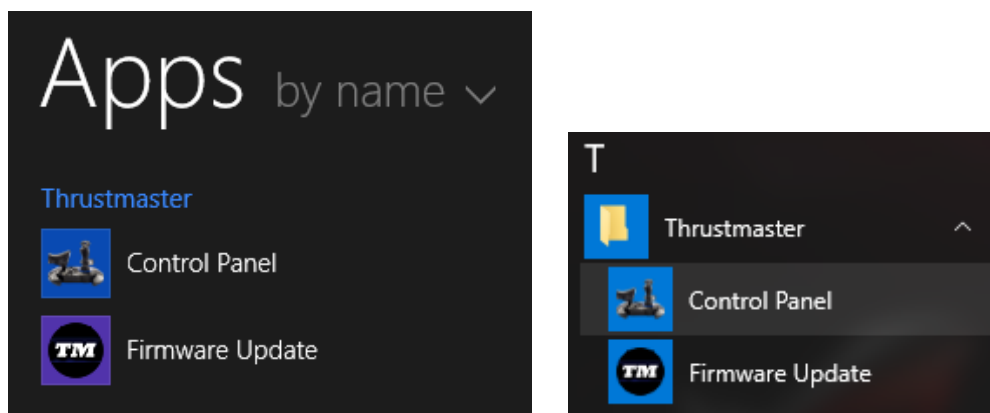 Apps by name
Thrustmaster
Control Panel
TM
Firmware Update
T
Thrustmaster
Control Panel
TM
Firmware Update